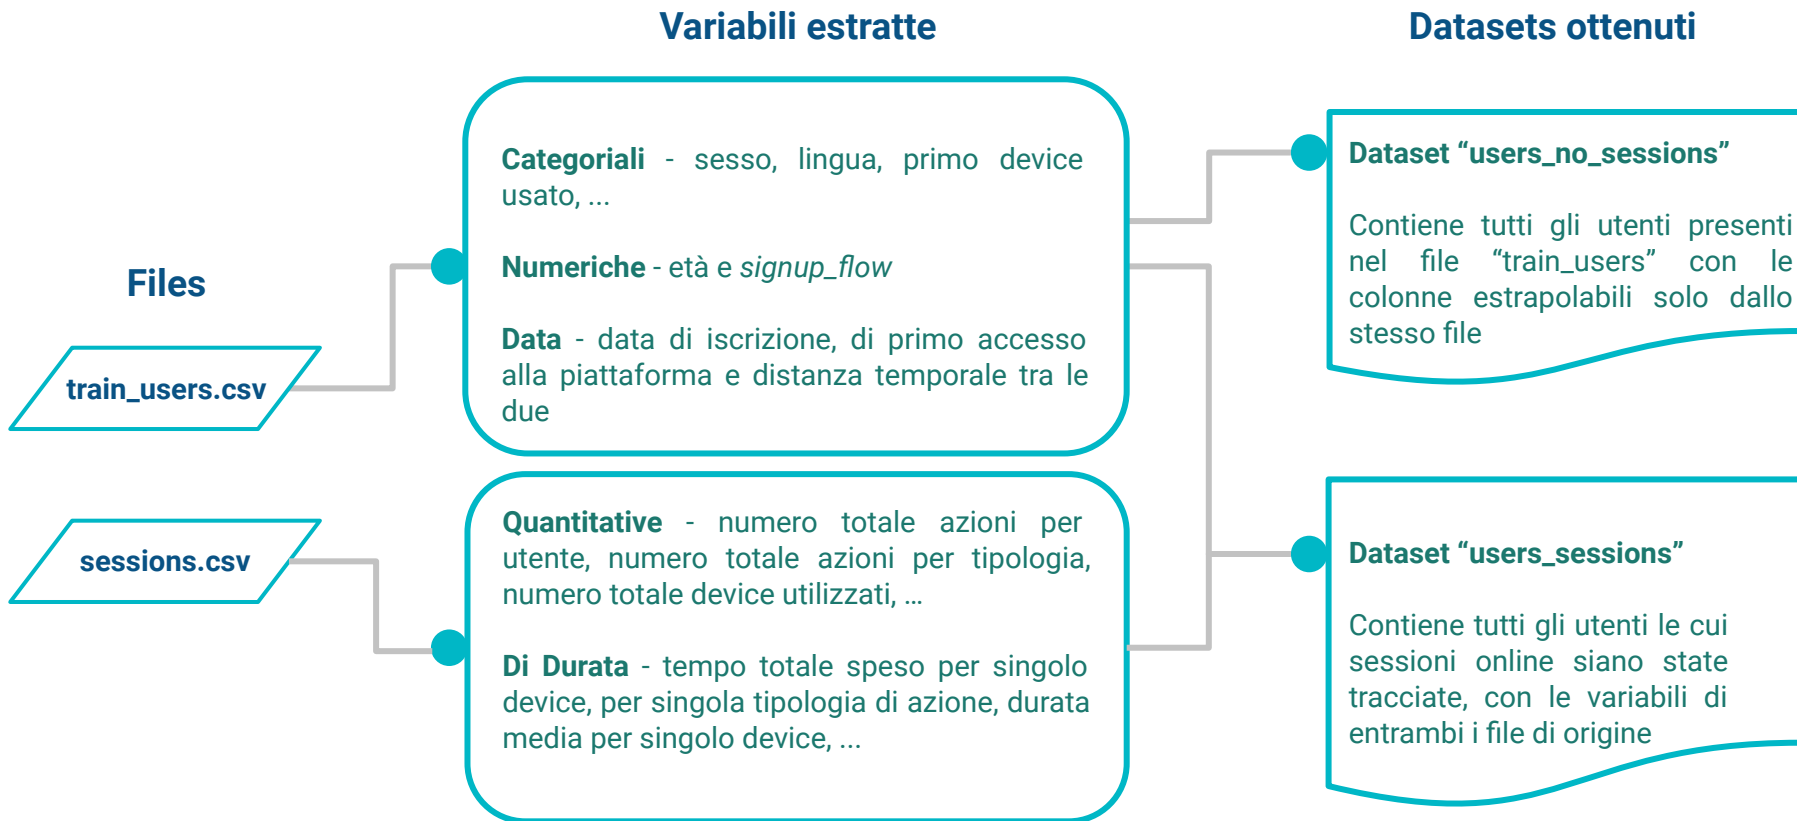 Variabili estratte
Datasets ottenuti
Files
train_users.csv
sessions.csv
Categoriali - sesso, lingua, primo device
usato, ...
Numeriche - età e signup_flow
Data - data di iscrizione, di primo accesso
alla piattaforma e distanza temporale tra le
due
Quantitative - numero totale azioni per
utente, numero totale azioni per tipologia,
numero totale device utilizzati, …
Di Durata - tempo totale speso per singolo
device, per singola tipologia di azione, durata
media per singolo device, ...
Dataset “users_no_sessions”
Contiene tutti gli utenti presenti
nel file “train_users” con le
colonne estrapolabili solo dallo
stesso file
Dataset “users_sessions”
Contiene tutti gli utenti le cui
sessioni online siano state
tracciate, con le variabili di
entrambi i file di origine